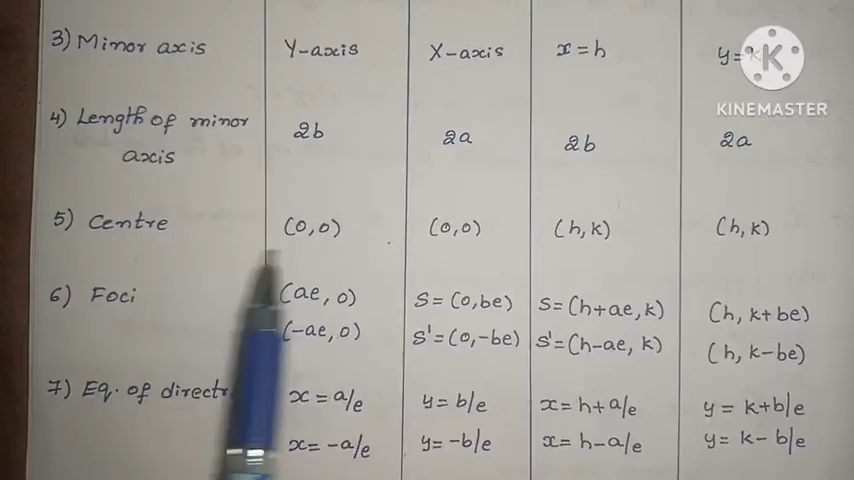 3) Minor axis Y-axis X-axis x=h y=k
KINEMASTER
4) Length of minor 2b 2a 2b 2a
axis
5) Centre (0,0) (0,0) (h,k) (h,k)
6) Foci (ae, 0) S=(0,be) S=(h+ae,k) (h, k+be)
(-ae, 0) S'=(0,-be) S'=(h-ae, k) (h, k-be)
7) Eq. of x=a/e y=b/e x=h+a/e y=k+b/e
x=-a/e y=-b/e x=h-a/e y=k-b/e